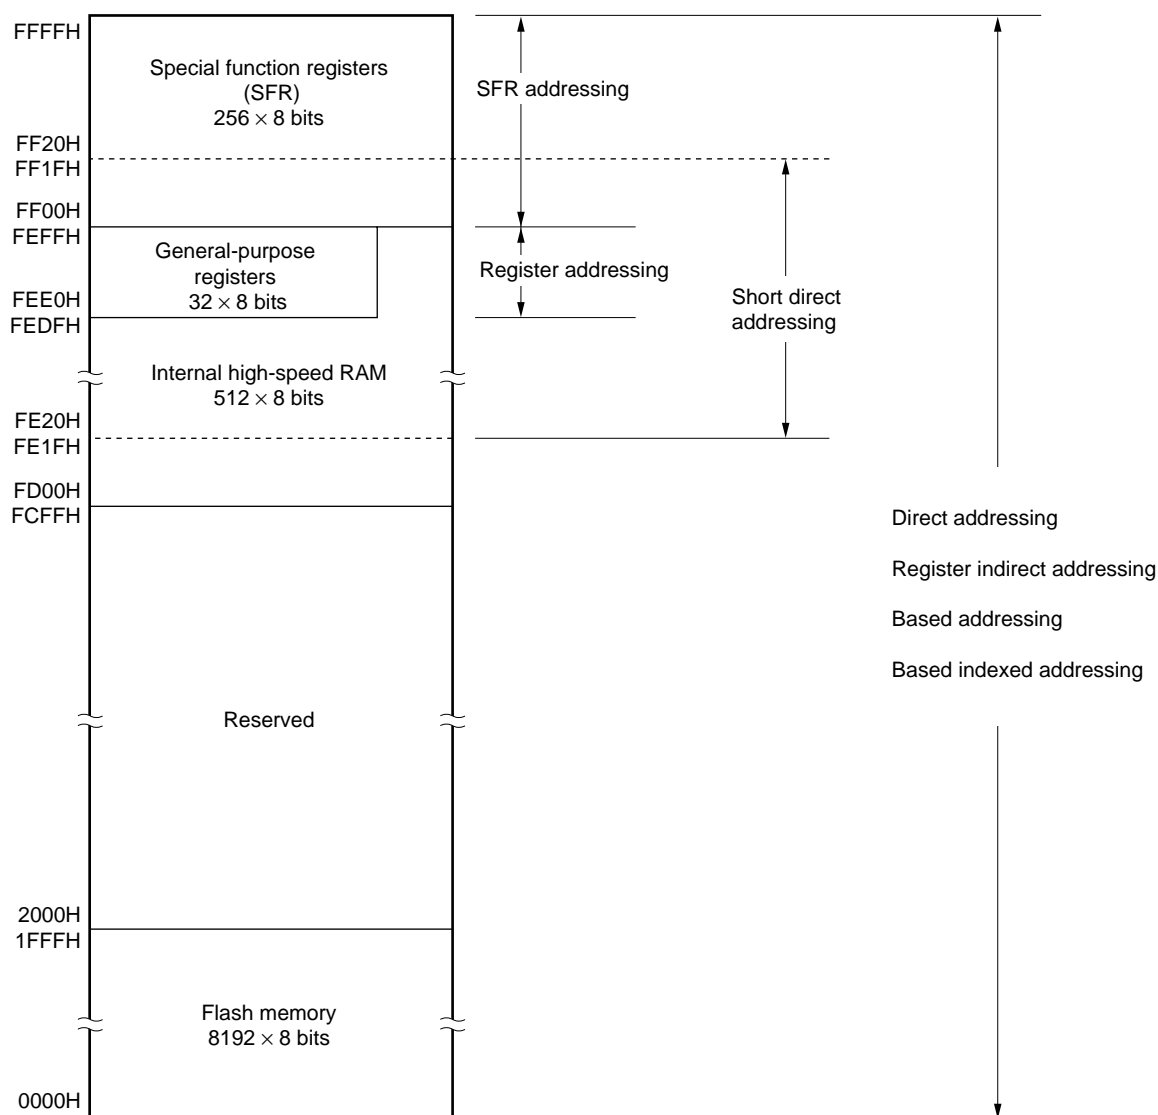 FFFFH
Special function registers
(SFR)
256 × 8 bits
SFR addressing
FF20H
FF1FH
FF00H
FEFFH
General-purpose
registers
32 × 8 bits
Register addressing
FEE0H
FEDFH
Short direct
addressing
Internal high-speed RAM
512 × 8 bits
FE20H
FE1FH
FD00H
FCFFH
Direct addressing
Register indirect addressing
Based addressing
Based indexed addressing
Reserved
2000H
1FFFH
Flash memory
8192 × 8 bits
0000H